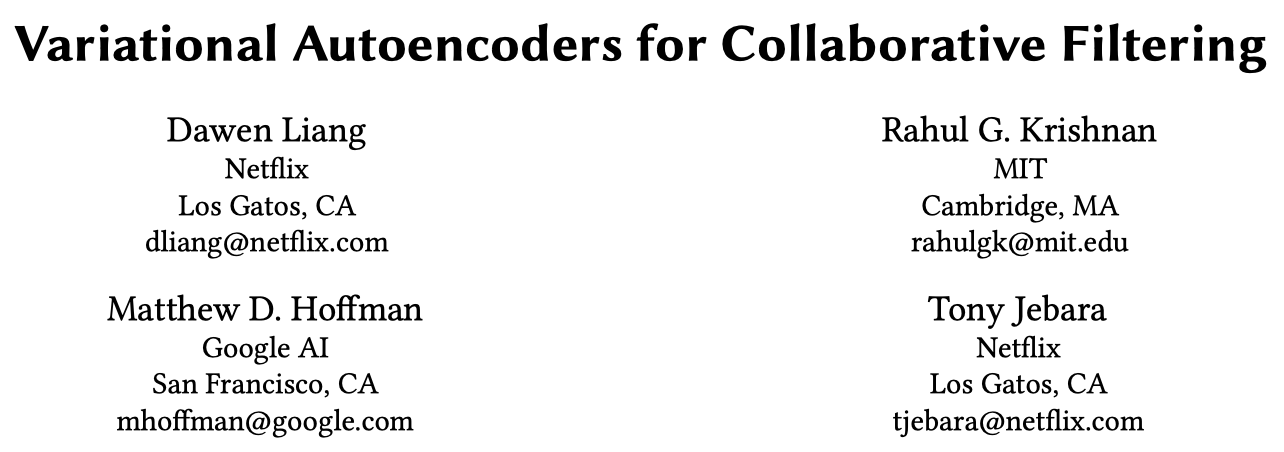 Variational Autoencoders for Collaborative Filtering
Dawen Liang
Netflix
Los Gatos, CA
dliang@netflix.com
Rahul G. Krishnan
MIT
Cambridge, MA
rahulgk@mit.edu
Matthew D. Hoffman
Google AI
San Francisco, CA
mhoffman@google.com
Tony Jebara
Netflix
Los Gatos, CA
tjebara@netflix.com